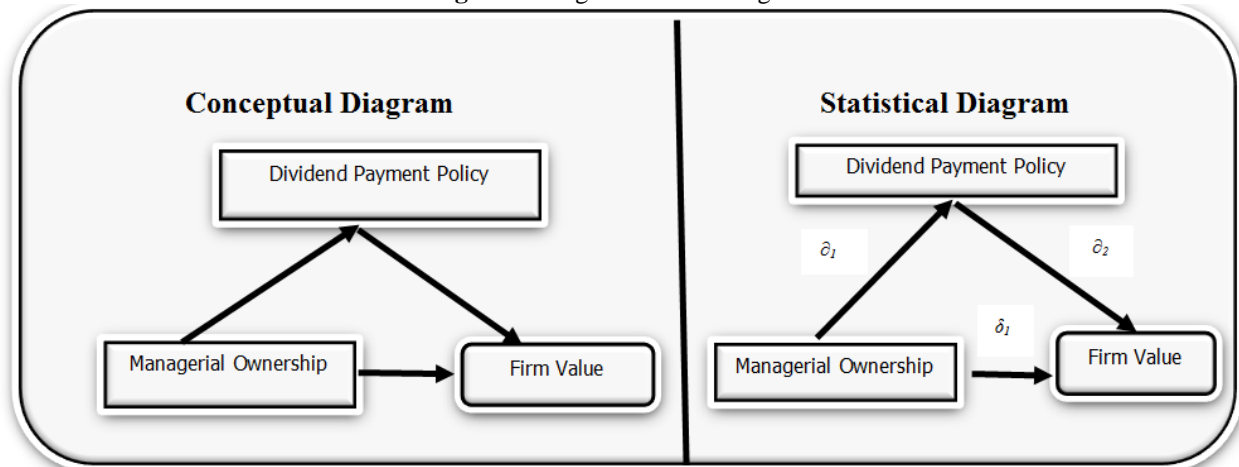 Conceptual Diagram
Dividend Payment Policy
Managerial Ownership
Firm Value
Statistical Diagram
Dividend Payment Policy
∂1
∂2
δ1
Managerial Ownership
Firm Value